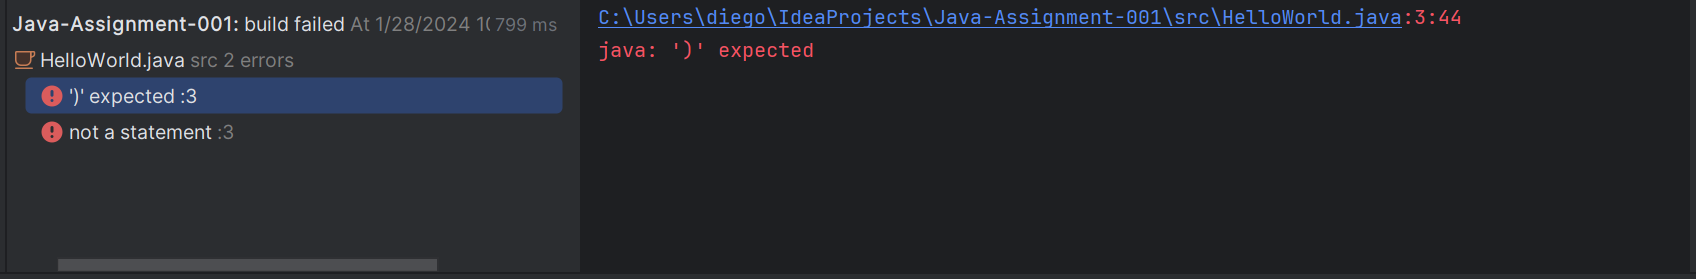 Java-Assignment-001: build failed At 1/28/2024 799 ms
HelloWorld.java src 2 errors
')' expected :3
not a statement :3
C:\Users\diego\IdeaProjects\Java-Assignment-001\src\HelloWorld.java:3:44
java: ')' expected